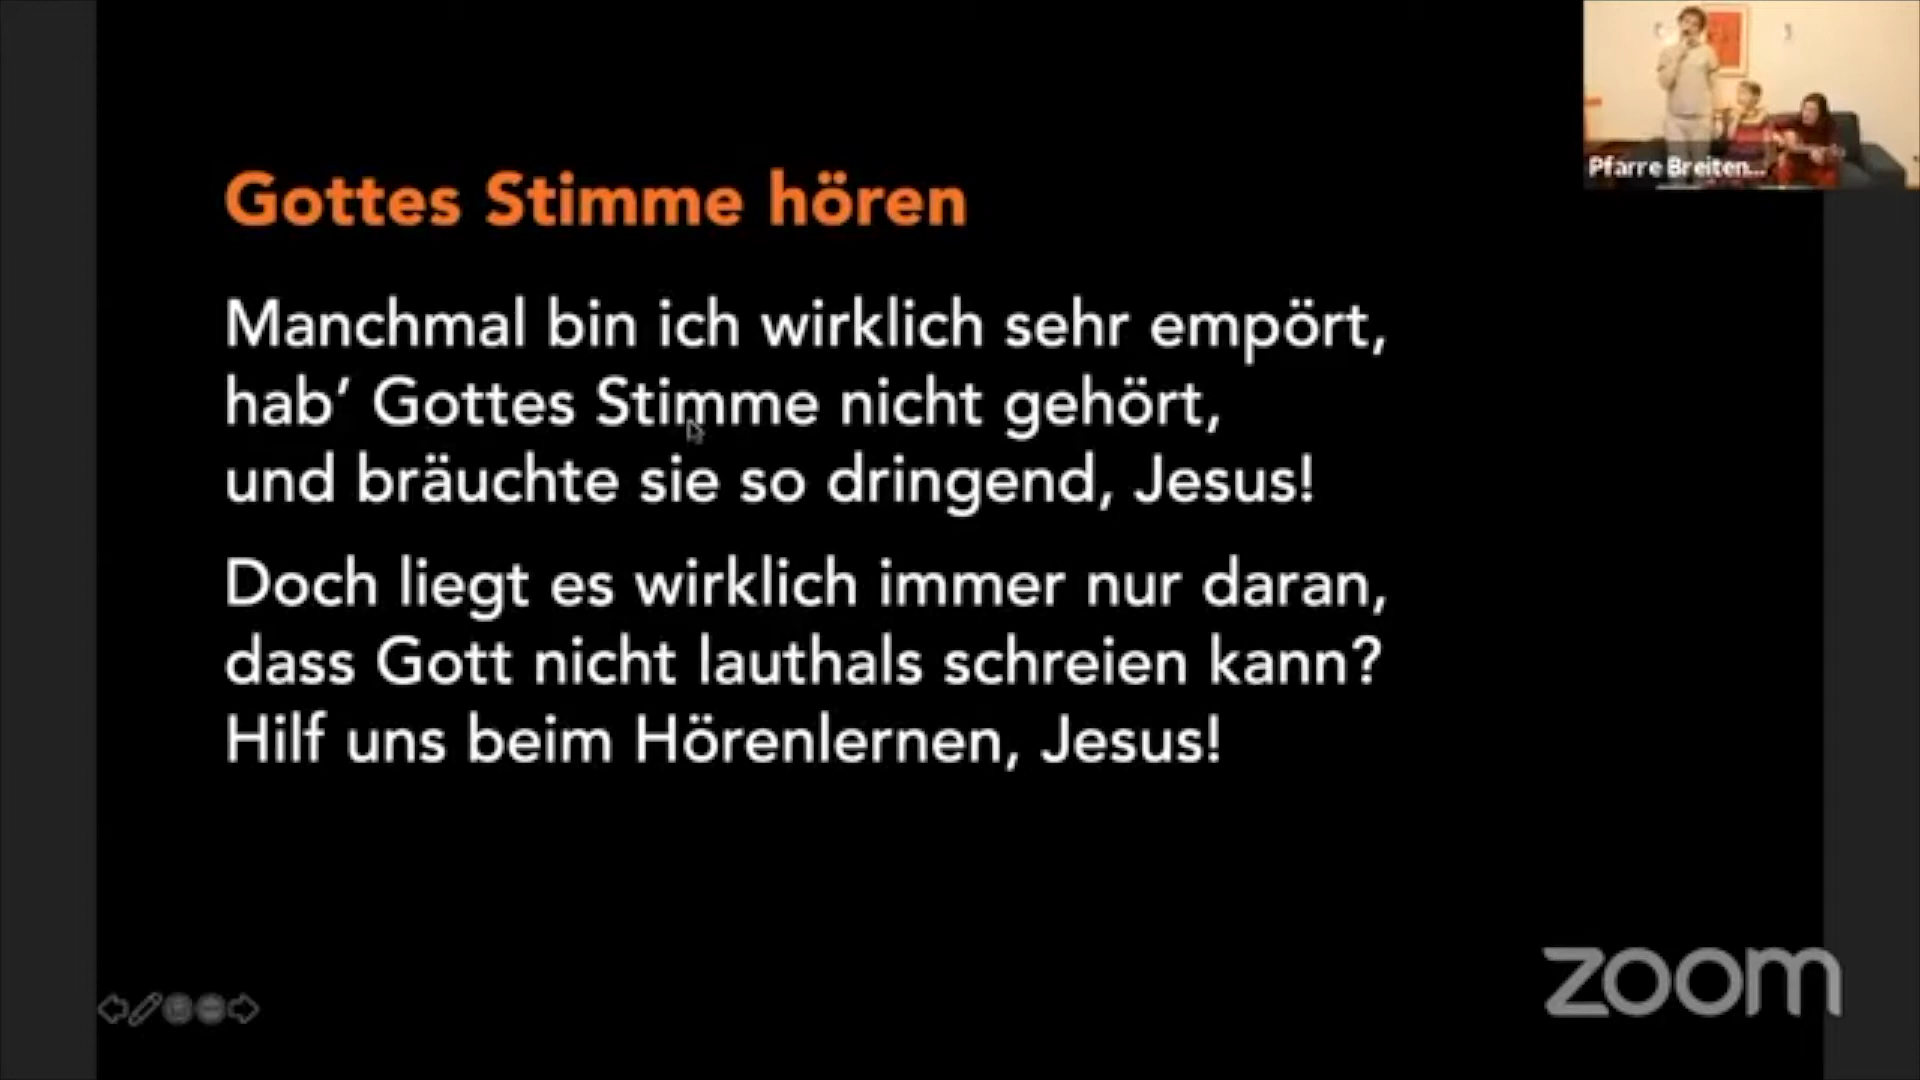 Pfarre Breiten...
Gottes Stimme hören
Manchmal bin ich wirklich sehr empört,
hab’ Gottes Stimme nicht gehört,
und bräuchte sie so dringend, Jesus!
Doch liegt es wirklich immer nur daran,
dass Gott nicht lauthals schreien kann?
Hilf uns beim Hörenlernen, Jesus!
zoom